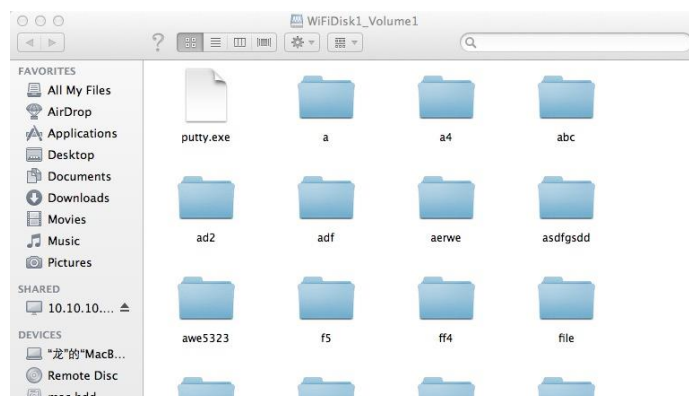 WiFiDisk1_Volume1
FAVORITES
All My Files
AirDrop
Applications
Desktop
Documents
Downloads
Movies
Music
Pictures
SHARED
10.10.10....
DEVICES
“龙”的“MacB...
Remote Disc
putty.exe a a4 abc
ad2 adf aerwe asdfgsdd
awe5323 f5 ff4 file